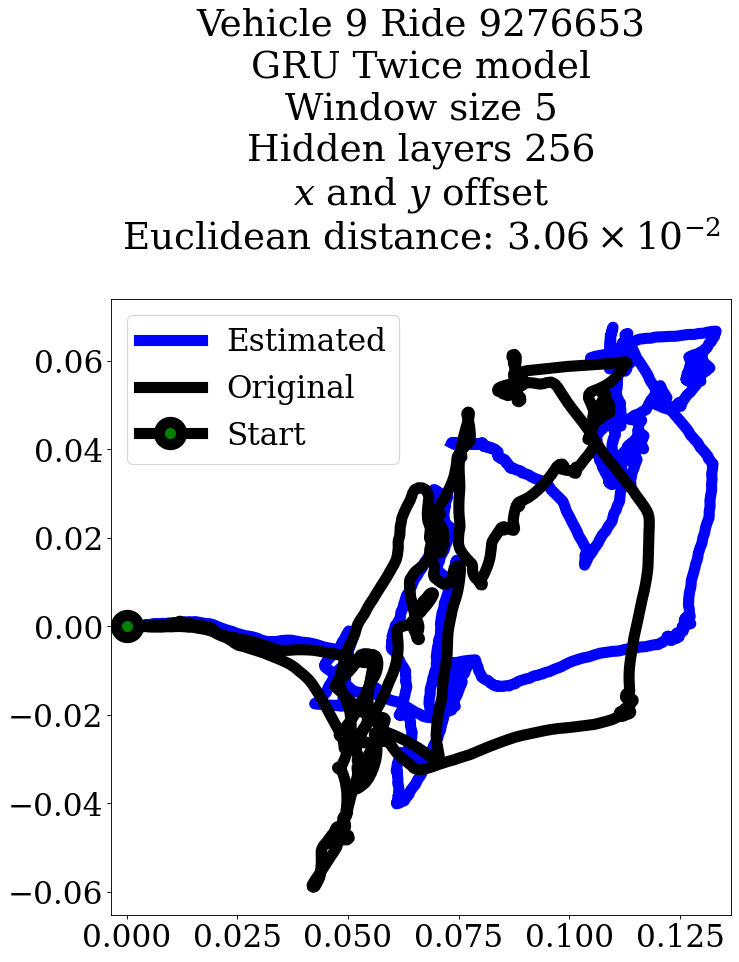 Vehicle 9 Ride 9276653
GRU Twice model
Window size 5
Hidden layers 256
x and y offset
Euclidean distance: 3.06 × 10⁻²
Estimated
Original
Start
0.06
0.04
0.02
0.00
−0.02
−0.04
−0.06
0.000 0.025 0.050 0.075 0.100 0.125